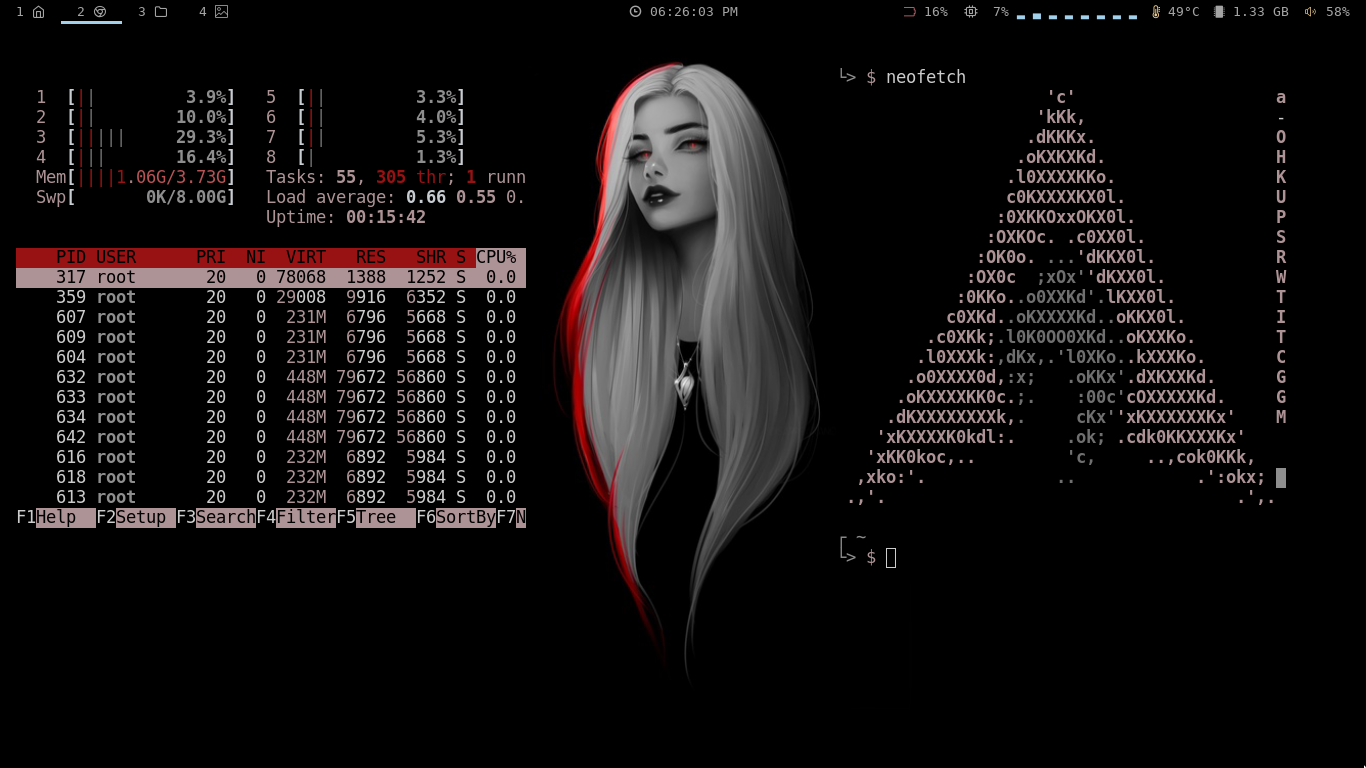 1 2 3 4 06:26:03 PM 16% 7% 49°C 1.33 GB 58%
1 [|| 3.9%] 5 [|| 3.3%]
2 [|| 10.0%] 6 [|| 4.0%]
3 [||||| 29.3%] 7 [|| 5.3%]
4 [||| 16.4%] 8 [| 1.3%]
Mem[||||1.06G/3.73G] Tasks: 55, 305 thr; 1 runn
Swp[ 0K/8.00G] Load average: 0.66 0.55 0.
Uptime: 00:15:42
PID USER PRI NI VIRT RES SHR S CPU%
317 root 20 0 78068 1388 1252 S 0.0
359 root 20 0 29008 9916 6352 S 0.0
607 root 20 0 231M 6796 5668 S 0.0
609 root 20 0 231M 6796 5668 S 0.0
604 root 20 0 231M 6796 5668 S 0.0
632 root 20 0 448M 79672 56860 S 0.0
633 root 20 0 448M 79672 56860 S 0.0
634 root 20 0 448M 79672 56860 S 0.0
642 root 20 0 448M 79672 56860 S 0.0
616 root 20 0 232M 6892 5984 S 0.0
618 root 20 0 232M 6892 5984 S 0.0
613 root 20 0 232M 6892 5984 S 0.0
F1Help F2Setup F3SearchF4FilterF5Tree F6SortByF7N
└> $ neofetch
'c' a
'kKk, -
.dKKKx. O
.oKXKXKd. H
.l0XXXXKKo. K
c0KXXXXKX0l. U
:0XKKOxxOKX0l. P
:OXKOc. .c0XX0l. S
:OK0o. ...'dKKX0l. R
:OX0c ;xOx''dKXX0l. W
:0KKo..o0XXKd'.lKXX0l. T
c0XKd..oKXXXXKd..oKKX0l. I
.c0XKk;.l0K0OO0XKd..oKXXKo. T
.l0XXXk:,dKx,.'l0XKo..kXXXKo. C
.o0XXXX0d,:x; .oKKx'.dXKXXKd. G
.oKXXXXKK0c.;. :00c'cOXXXXXKd. G
.dKXXXXXXXk,. cKx''xKXXXXXXKx' M
'xKXXXXK0kdl:. .ok; .cdk0KKXXXKx'
'xKK0koc,.. 'c, ..,cok0KKk,
,xko:'. .. .':okx;
.,'. .',.
┌ ~
└> $